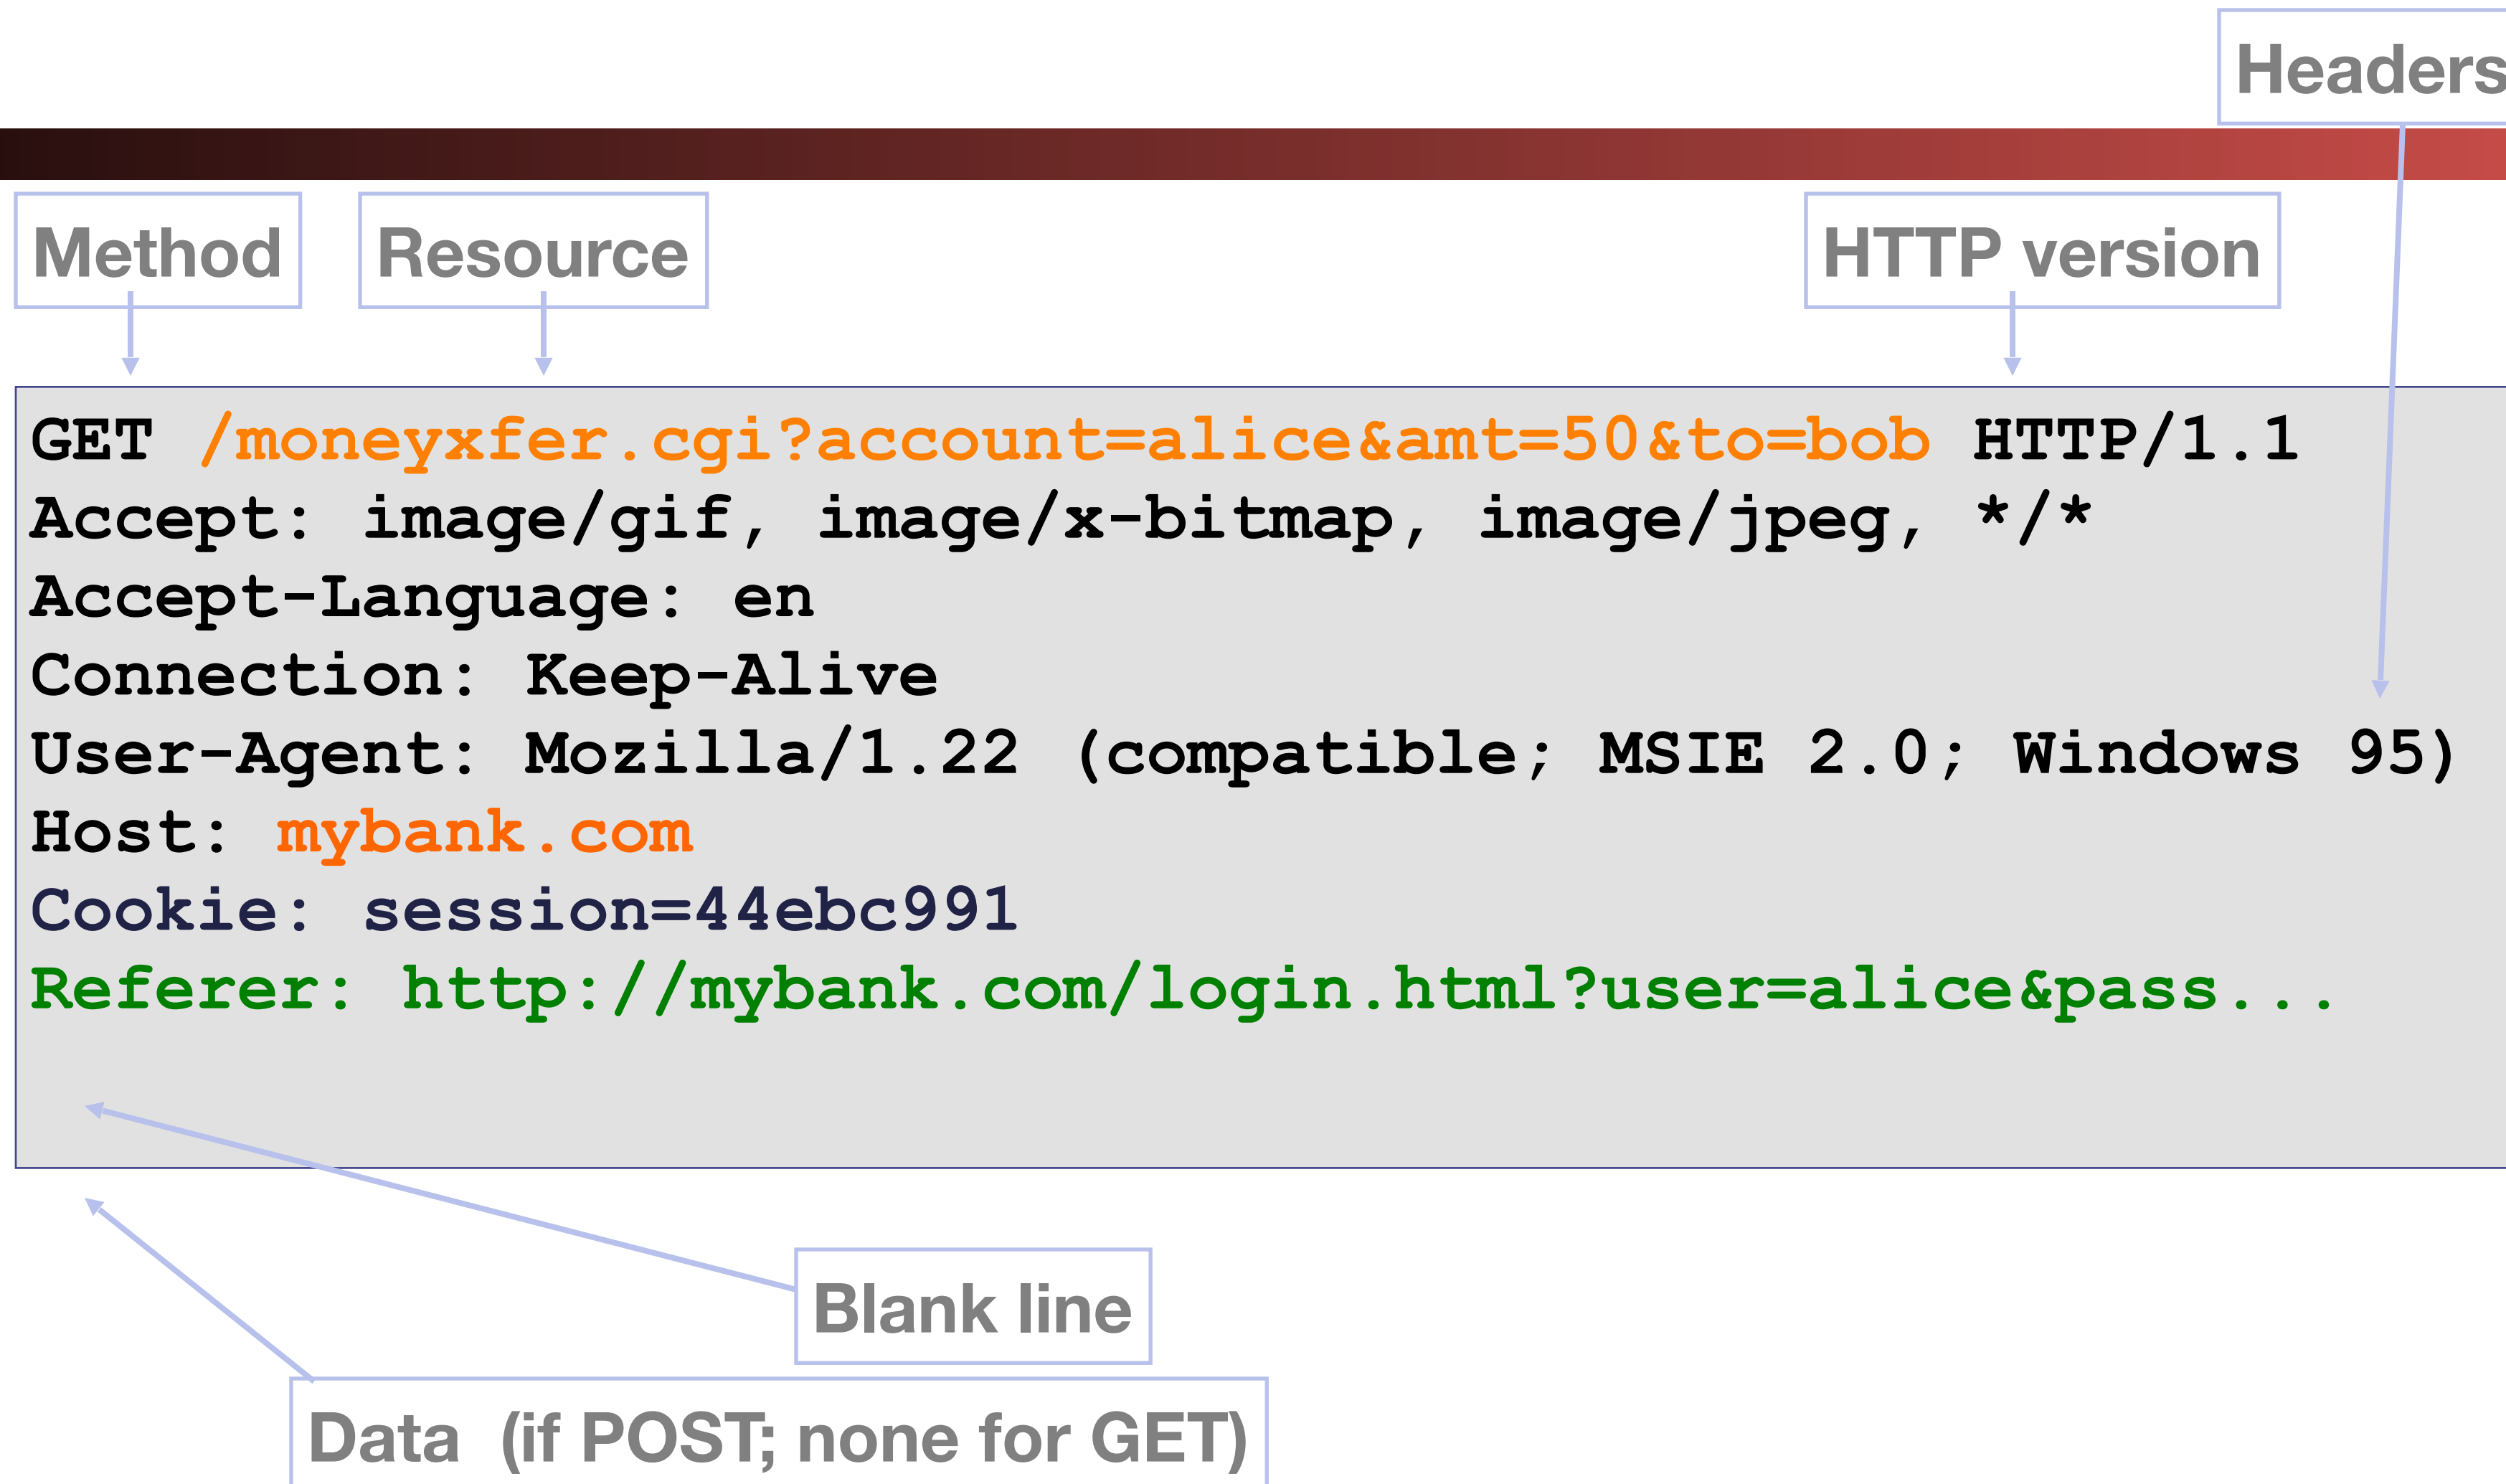 Headers
Method
Resource
HTTP version
GET /moneyxfer.cgi?account=alice&amt=50&to=bob HTTP/1.1
Accept: image/gif, image/x-bitmap, image/jpeg, */*
Accept-Language: en
Connection: Keep-Alive
User-Agent: Mozilla/1.22 (compatible; MSIE 2.0; Windows 95)
Host: mybank.com
Cookie: session=44ebc991
Referer: http://mybank.com/login.html?user=alice&pass...
Blank line
Data (if POST; none for GET)